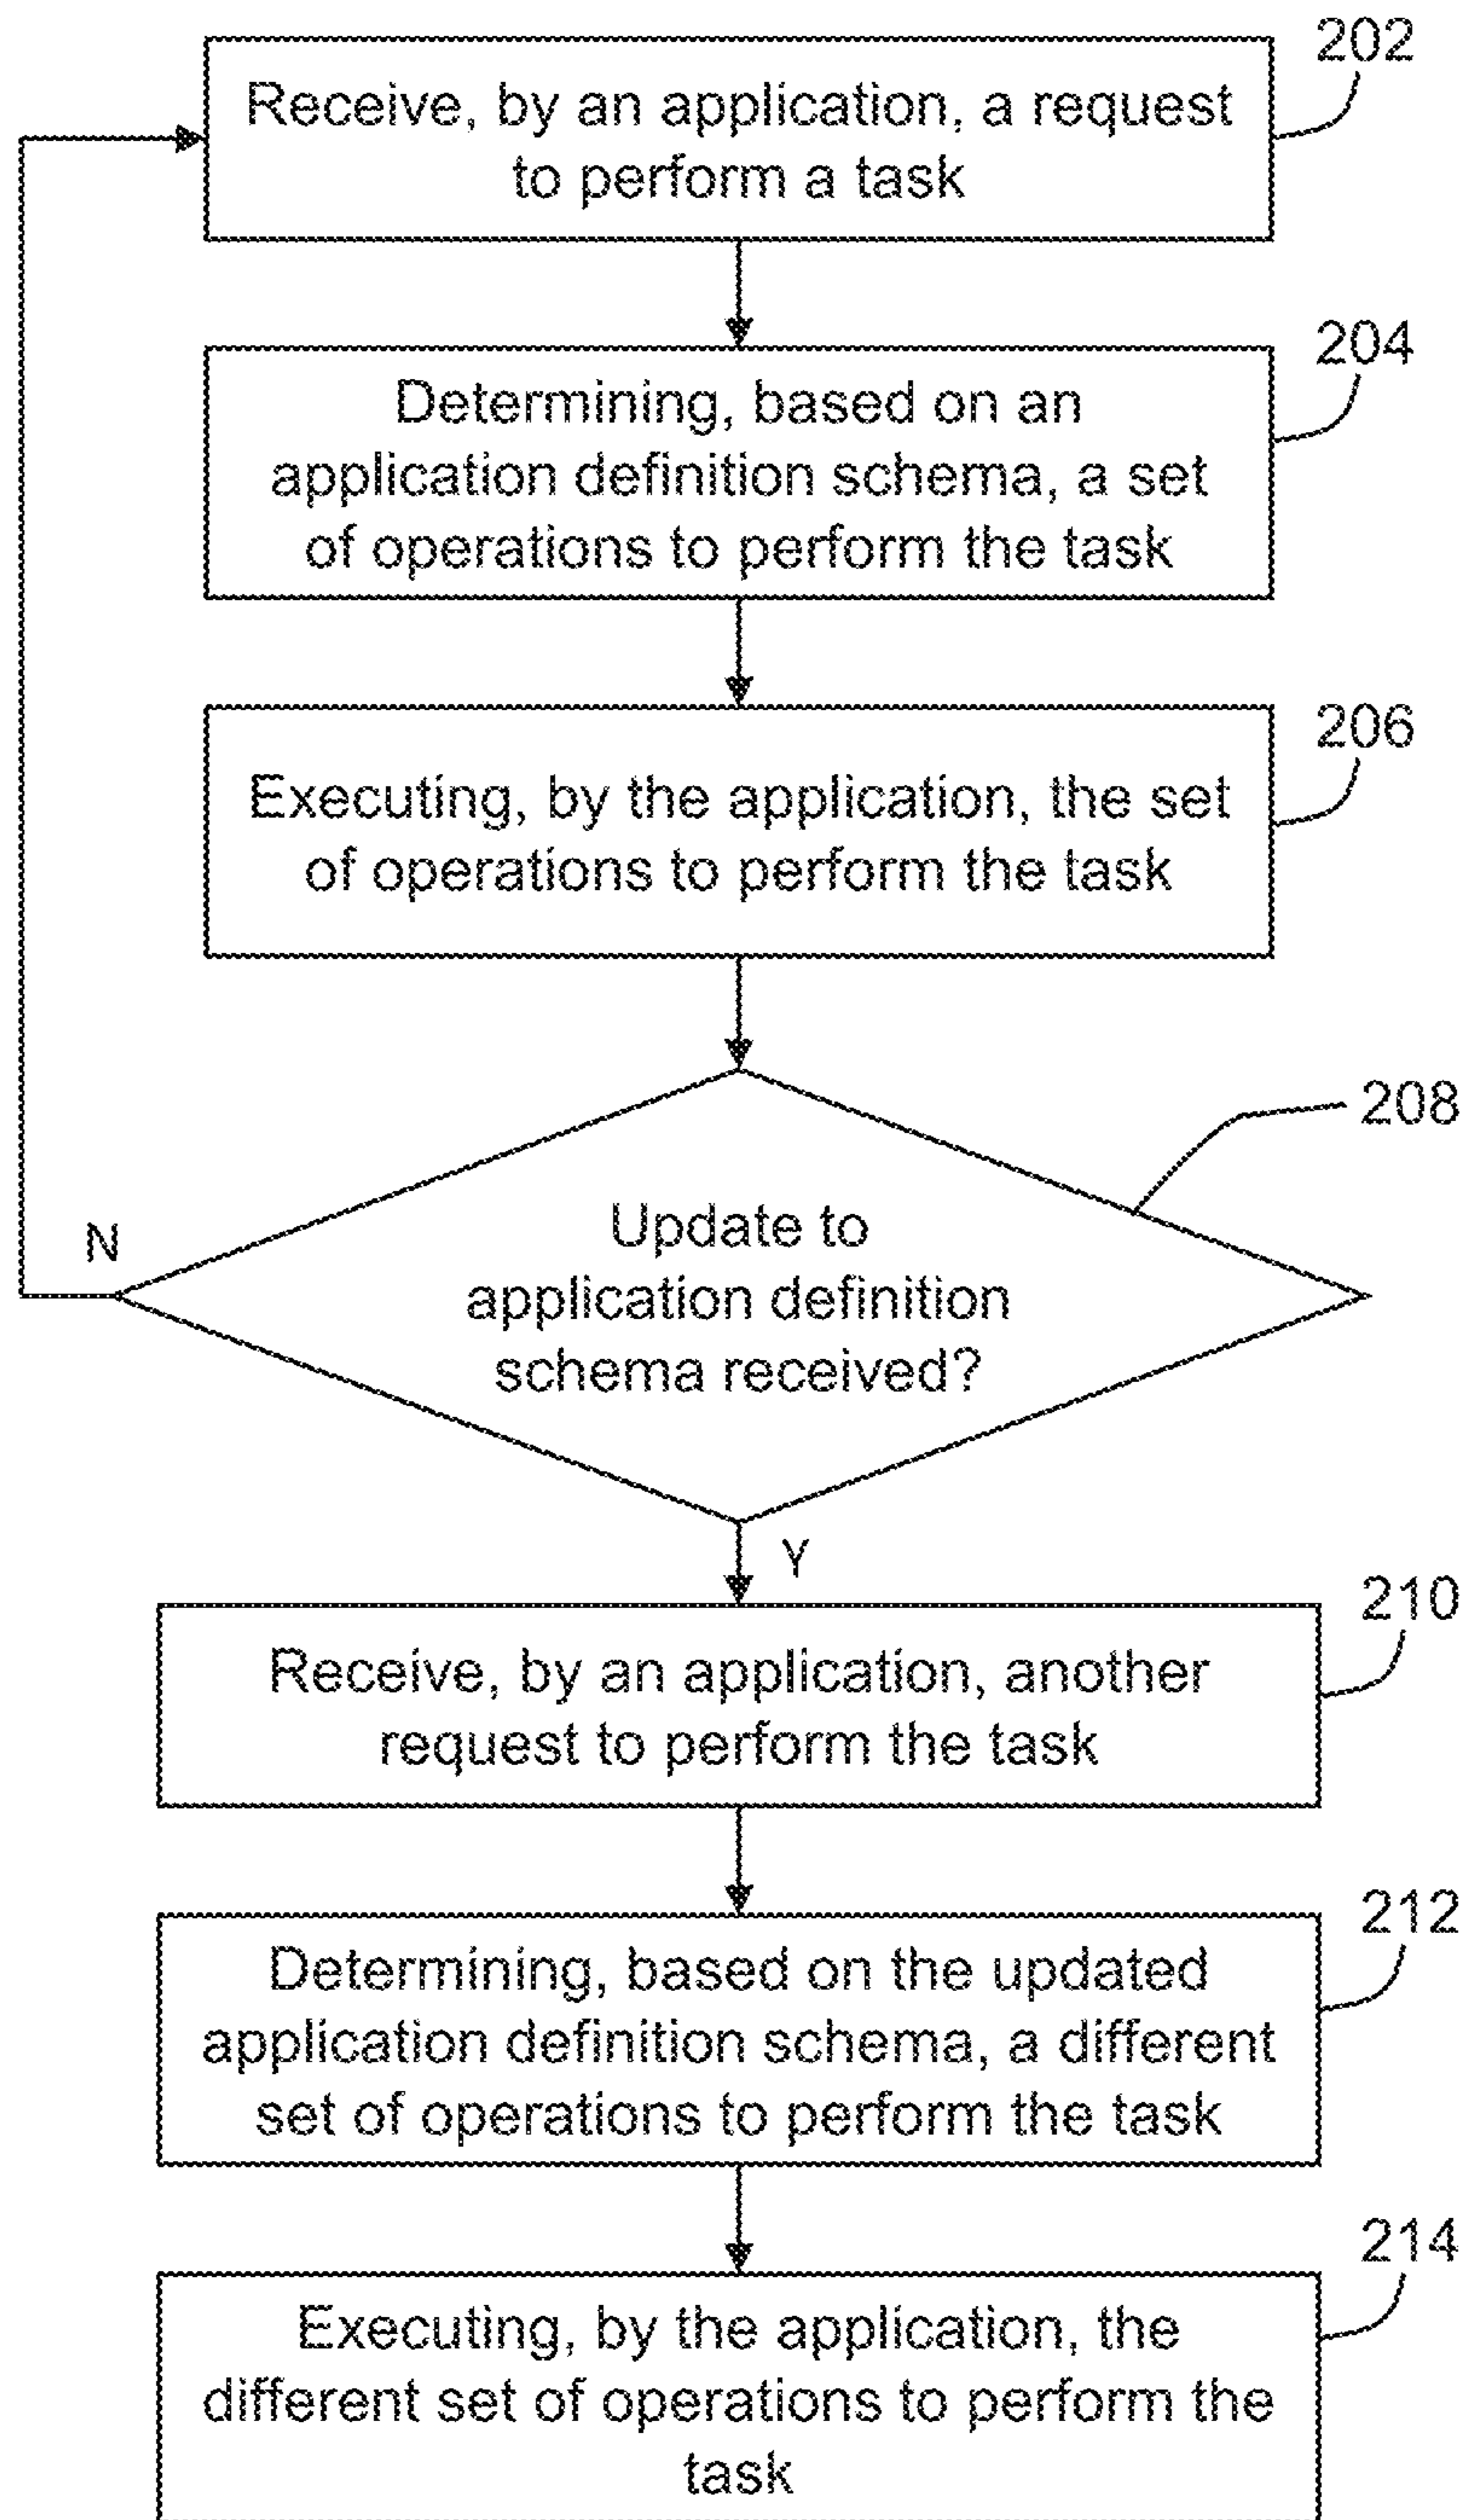 202
Receive, by an application, a request
to perform a task
204
Determining, based on an
application definition schema, a set
of operations to perform the task
206
Executing, by the application, the set
of operations to perform the task
208
Update to
application definition
schema received?
N
Y
210
Receive, by an application, another
request to perform the task
212
Determining, based on the updated
application definition schema, a different
set of operations to perform the task
214
Executing, by the application, the
different set of operations to perform the
task